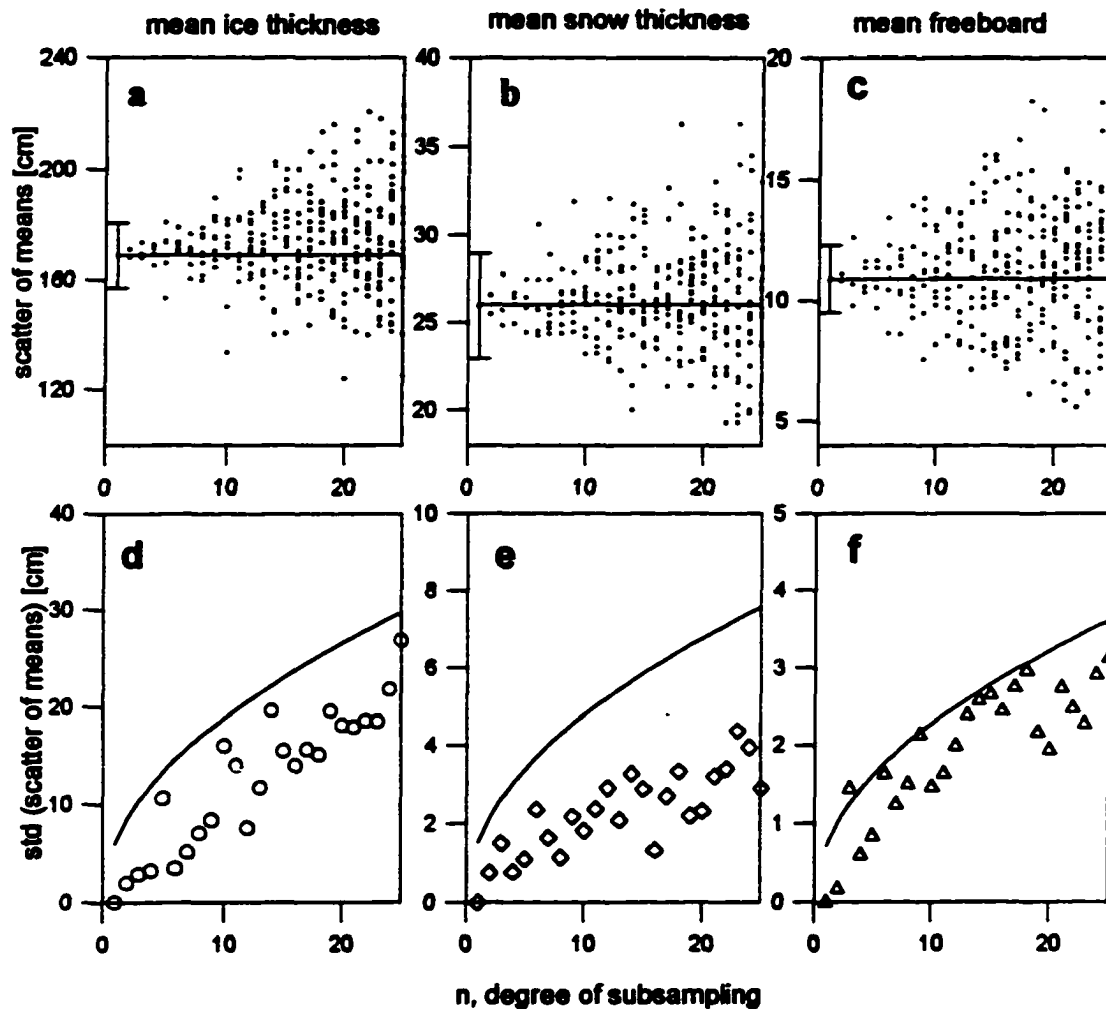 mean ice thickness mean snow thickness mean freeboard
scatter of means [cm]
240
200
160
120
a
0 10 20
40
35
30
25
20
b
0 10 20
20
15
10
5
c
0 10 20
std (scatter of means) [cm]
40
30
20
10
0
d
0 10 20
10
8
6
4
2
0
e
0 10 20
5
4
3
2
1
0
f
0 10 20
n, degree of subsampling